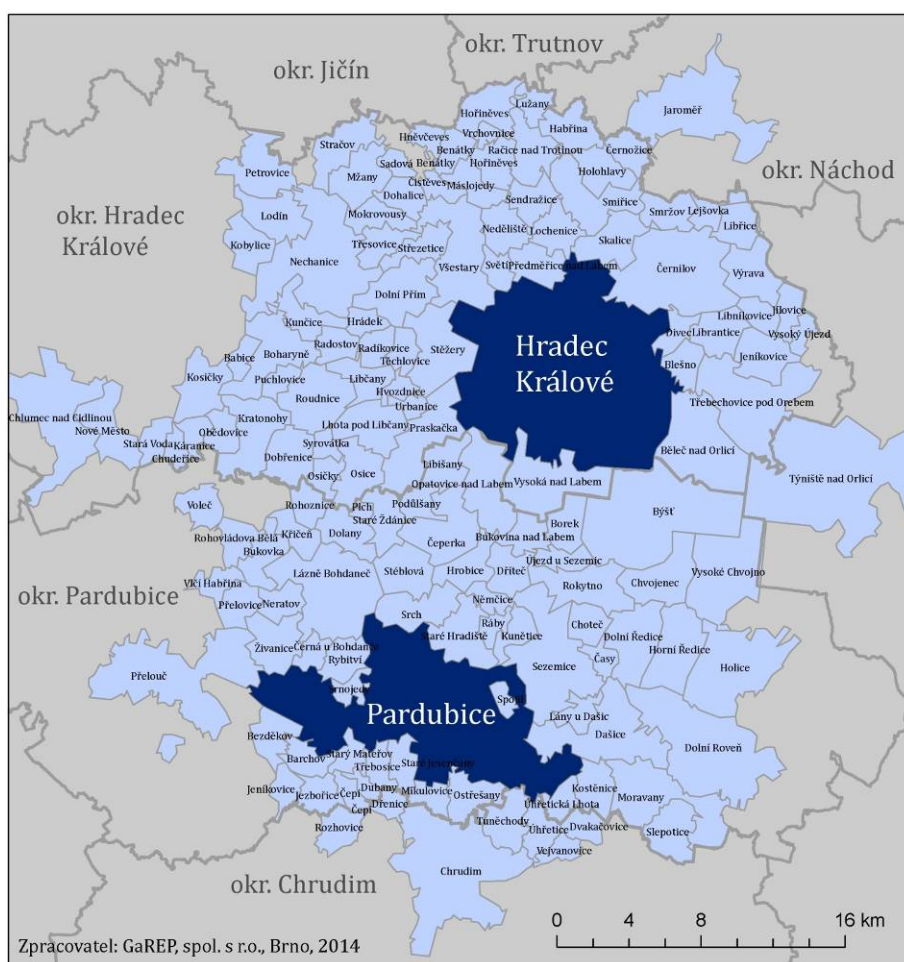 okr. Trutnov
okr. Jičín
Jaroměř
Hořiněves
Lužany
Hněvčeves
Vrchovnice
Habřina
Stračov
Benátky
Račice nad Trotinou
Černožice
Sadová
Benátky
Hořiněves
Petrovice
Mžany
Čistěves
Máslojedy
Holohlavy
okr. Náchod
Dohalice
Sendražice
Smiřice
okr. Hradec
Králové
Lodín
Mokrovousy
Smržov
Lejšovka
Neděliště
Lochenice
Libřice
Kobylice
Třesovice
Střezetice
Skalice
Nechanice
Všestary
Světí
Předměřice nad Labem
Černilov
Výrava
Dolní Přím
Jílovice
Kunčice
Hrádek
Libníkovice
Radostov
Radíkovice
Divec
Librantice
Vysoký Újezd
Babice
Boharyně
Těchlovice
Stěžery
Hradec
Králové
Blešno
Jeníkovice
Kosičky
Puchlovice
Libčany
Hvozdnice
Chlumec nad Cidlinou
Roudnice
Urbanice
Třebechovice pod Orebem
Nové Město
Obědovice
Kratonohy
Lhota pod Libčany
Praskačka
Stará Voda
Káranice
Syrovátka
Chudeřice
Dobřenice
Běleč nad Orlicí
Osičky
Osice
Libišany
Týniště nad Orlicí
Opatovice nad Labem
Vysoká nad Labem
Voleč
Rohoznice
Plch
Podůlšany
Býšť
Rohovládova Bělá
Křičeň
Staré Ždánice
Borek
Bukovka
Dolany
Čeperka
Bukovina nad Labem
Újezd u Sezemic
Vlčí Habřina
Lázně Bohdaneč
Stéblová
Hrobice
Dříteč
Rokytno
Chvojenec
Vysoké Chvojno
okr. Pardubice
Přelovice
Neratov
Němčice
Srch
Ráby
Choteč
Staré Hradiště
Kunětice
Dolní Ředice
Živanice
Černá u Bohdanče
Horní Ředice
Rybitví
Sezemice
Časy
Holice
Přelouč
Srnojedy
Spojil
Pardubice
Lány u Dašic
Bezděkov
Dašice
Dolní Roveň
Barchov
Starý Mateřov
Třebosice
Staré Jesenčany
Jeníkovice
Jezbořice
Čepí
Dubany
Mikulovice
Ostřešany
Kostěnice
Moravany
Čepí
Dřenice
Úhřetická Lhota
Rozhovice
Tuněchody
Úhřetice
Dvakačovice
Slepotice
Vejvanovice
Chrudim
okr. Chrudim
0 4 8 16 km
Zpracovatel: GaREP, spol. s r.o., Brno, 2014